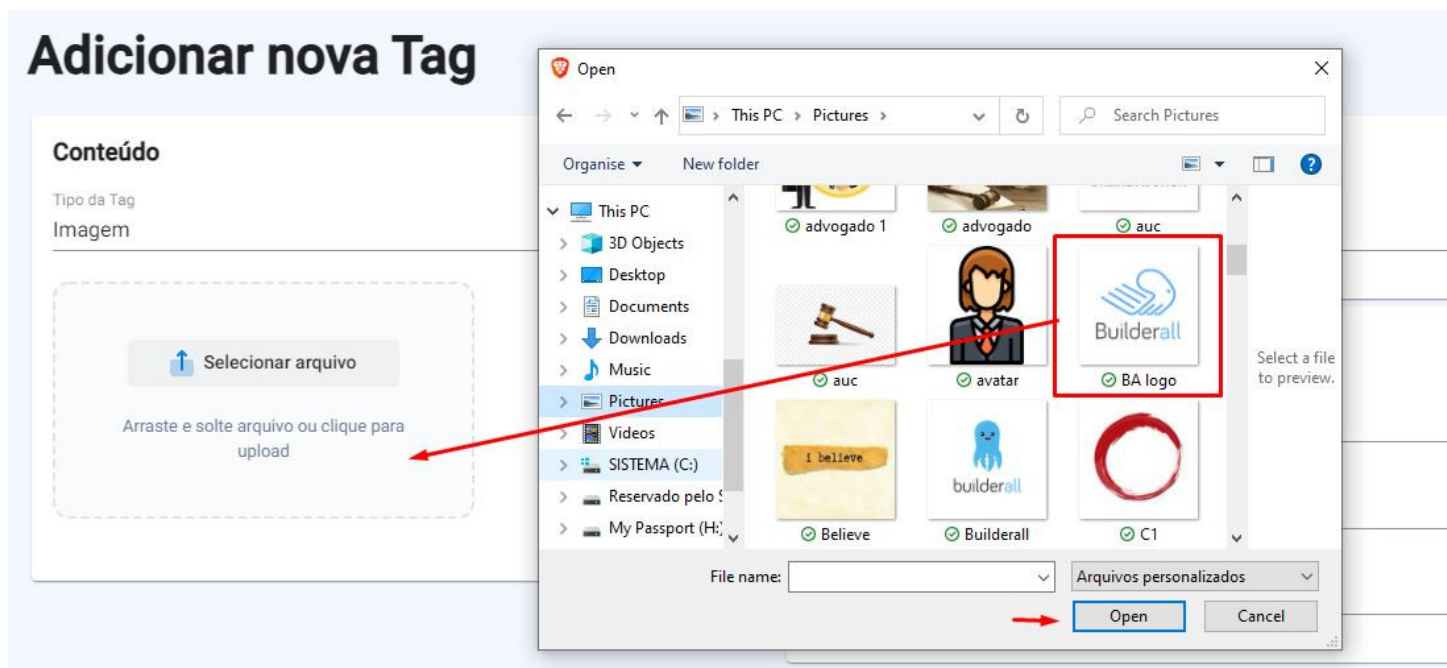 Adicionar nova Tag
Conteúdo
Tipo da Tag
Imagem
Selecionar arquivo
Arraste e solte arquivo ou clique para
upload
Open
This PC > Pictures >
Search Pictures
Organise
New folder
This PC
3D Objects
Desktop
Documents
Downloads
Music
Pictures
Videos
SISTEMA (C:)
Reservado pelo
My Passport (H:)
advogado 1
advogado
auc
auc
avatar
Builderall
BA logo
i believe
Believe
builderall
Builderall
C1
Select a file
to preview.
File name:
Arquivos personalizados
Open
Cancel